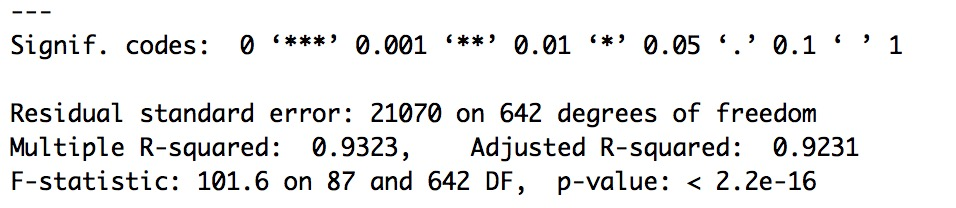 ---
Signif. codes:  0 ‘***’ 0.001 ‘**’ 0.01 ‘*’ 0.05 ‘.’ 0.1 ‘ ’ 1

Residual standard error: 21070 on 642 degrees of freedom
Multiple R-squared:  0.9323,    Adjusted R-squared:  0.9231
F-statistic: 101.6 on 87 and 642 DF,  p-value: < 2.2e-16